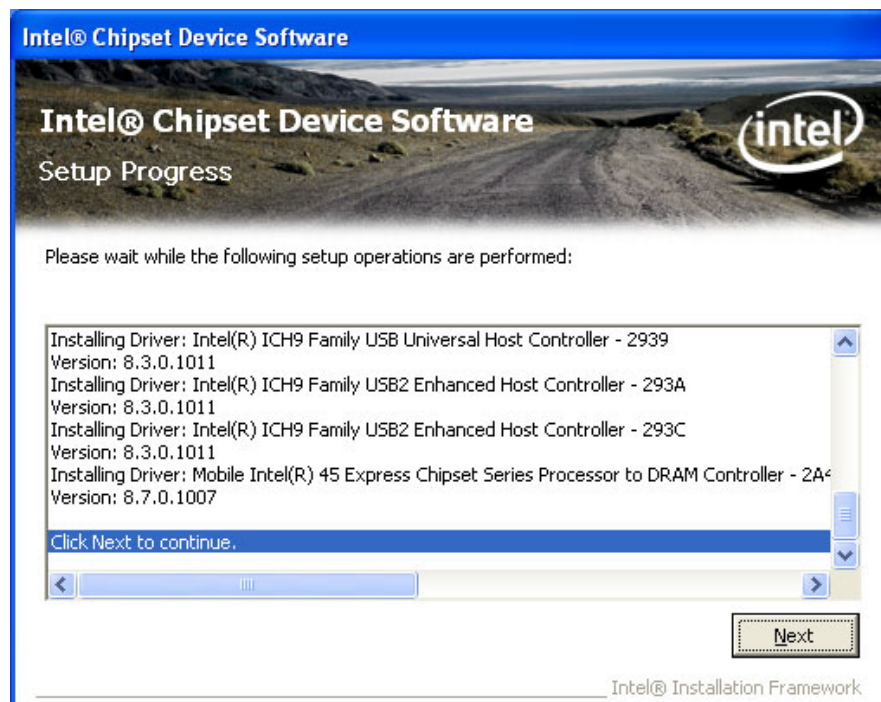 Intel® Chipset Device Software
Intel® Chipset Device Software
Setup Progress
intel
Please wait while the following setup operations are performed:
Installing Driver: Intel(R) ICH9 Family USB Universal Host Controller - 2939
Version: 8.3.0.1011
Installing Driver: Intel(R) ICH9 Family USB2 Enhanced Host Controller - 293A
Version: 8.3.0.1011
Installing Driver: Intel(R) ICH9 Family USB2 Enhanced Host Controller - 293C
Version: 8.3.0.1011
Installing Driver: Mobile Intel(R) 45 Express Chipset Series Processor to DRAM Controller - 2A4
Version: 8.7.0.1007
Click Next to continue.
Next
Intel® Installation Framework